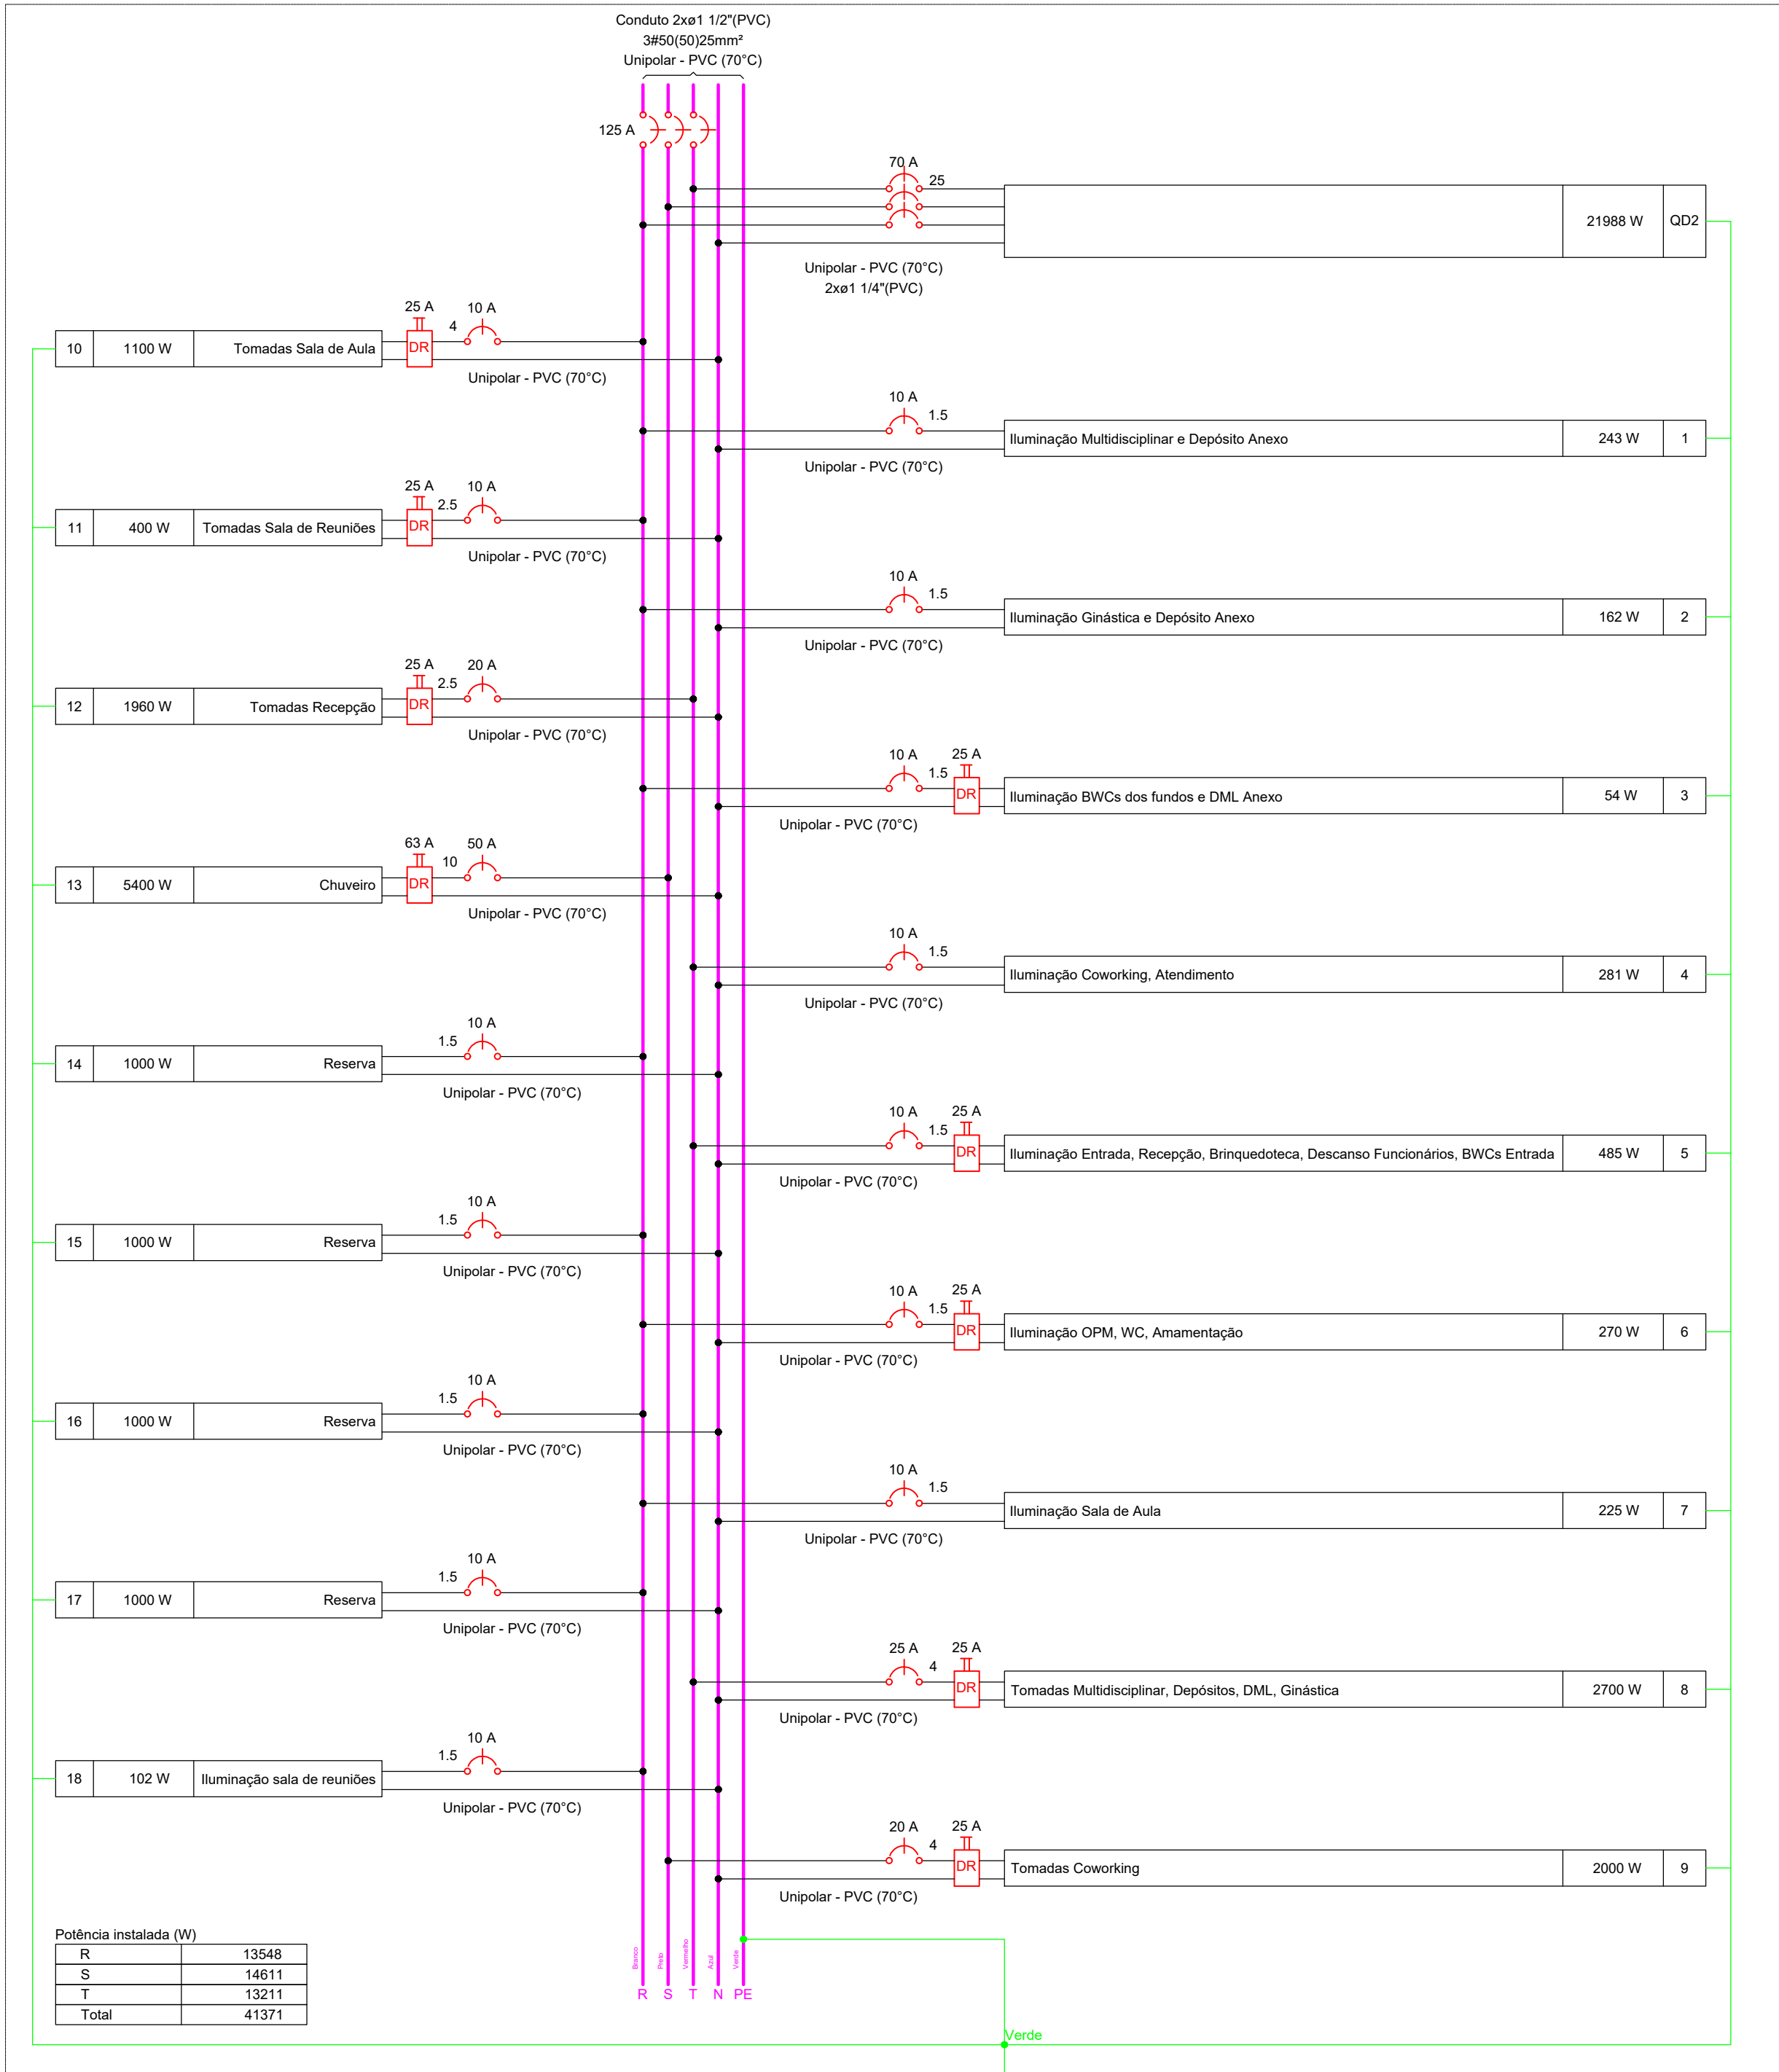 Conduto 2xø1 1/2"(PVC)
3#50(50)25mm²
Unipolar - PVC (70°C)
125 A
70 A
25
21988 W QD2
Unipolar - PVC (70°C)
2xø1 1/4"(PVC)
25 A 10 A
4
10 1100 W Tomadas Sala de Aula DR
Unipolar - PVC (70°C)
10 A
1.5
Iluminação Multidisciplinar e Depósito Anexo 243 W 1
Unipolar - PVC (70°C)
25 A 10 A
2.5
11 400 W Tomadas Sala de Reuniões DR
Unipolar - PVC (70°C)
10 A
1.5
Iluminação Ginástica e Depósito Anexo 162 W 2
Unipolar - PVC (70°C)
25 A 20 A
2.5
12 1960 W Tomadas Recepção DR
Unipolar - PVC (70°C)
10 A 25 A
1.5
DR Iluminação BWCs dos fundos e DML Anexo 54 W 3
Unipolar - PVC (70°C)
63 A 50 A
10
13 5400 W Chuveiro DR
Unipolar - PVC (70°C)
10 A
1.5
Iluminação Coworking, Atendimento 281 W 4
Unipolar - PVC (70°C)
10 A
1.5
14 1000 W Reserva
Unipolar - PVC (70°C)
10 A 25 A
1.5
DR Iluminação Entrada, Recepção, Brinquedoteca, Descanso Funcionários, BWCs Entrada 485 W 5
Unipolar - PVC (70°C)
10 A
1.5
15 1000 W Reserva
Unipolar - PVC (70°C)
10 A 25 A
1.5
DR Iluminação OPM, WC, Amamentação 270 W 6
Unipolar - PVC (70°C)
10 A
1.5
16 1000 W Reserva
Unipolar - PVC (70°C)
10 A
1.5
Iluminação Sala de Aula 225 W 7
Unipolar - PVC (70°C)
10 A
1.5
17 1000 W Reserva
Unipolar - PVC (70°C)
25 A 25 A
4
DR Tomadas Multidisciplinar, Depósitos, DML, Ginástica 2700 W 8
Unipolar - PVC (70°C)
10 A
1.5
18 102 W Iluminação sala de reuniões
Unipolar - PVC (70°C)
20 A 25 A
4
DR Tomadas Coworking 2000 W 9
Unipolar - PVC (70°C)
Potência instalada (W)
R 13548
S 14611
T 13211
Total 41371
Branco Preto Vermelho Azul Verde
R S T N PE
Verde